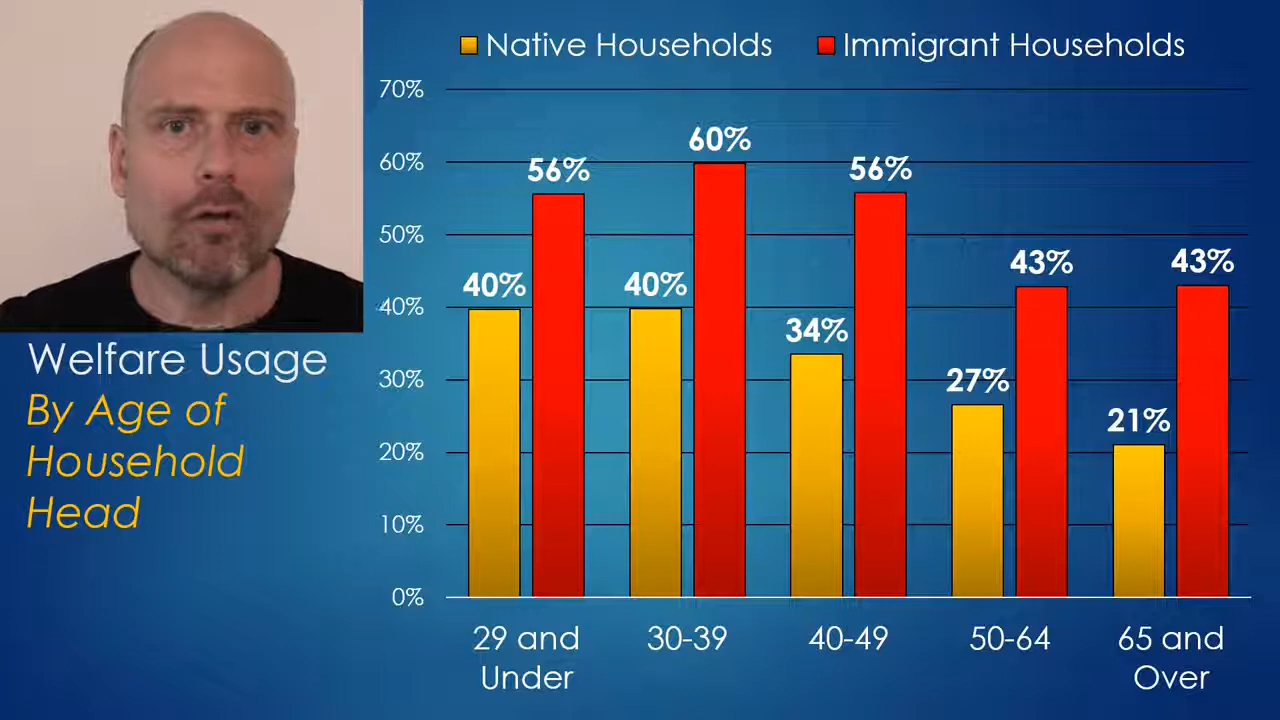 Native Households
Immigrant Households
70%
60%
50%
40%
30%
20%
10%
0%
40%
56%
40%
60%
34%
56%
27%
43%
21%
43%
29 and
Under
30-39
40-49
50-64
65 and
Over
Welfare Usage
By Age of
Household
Head